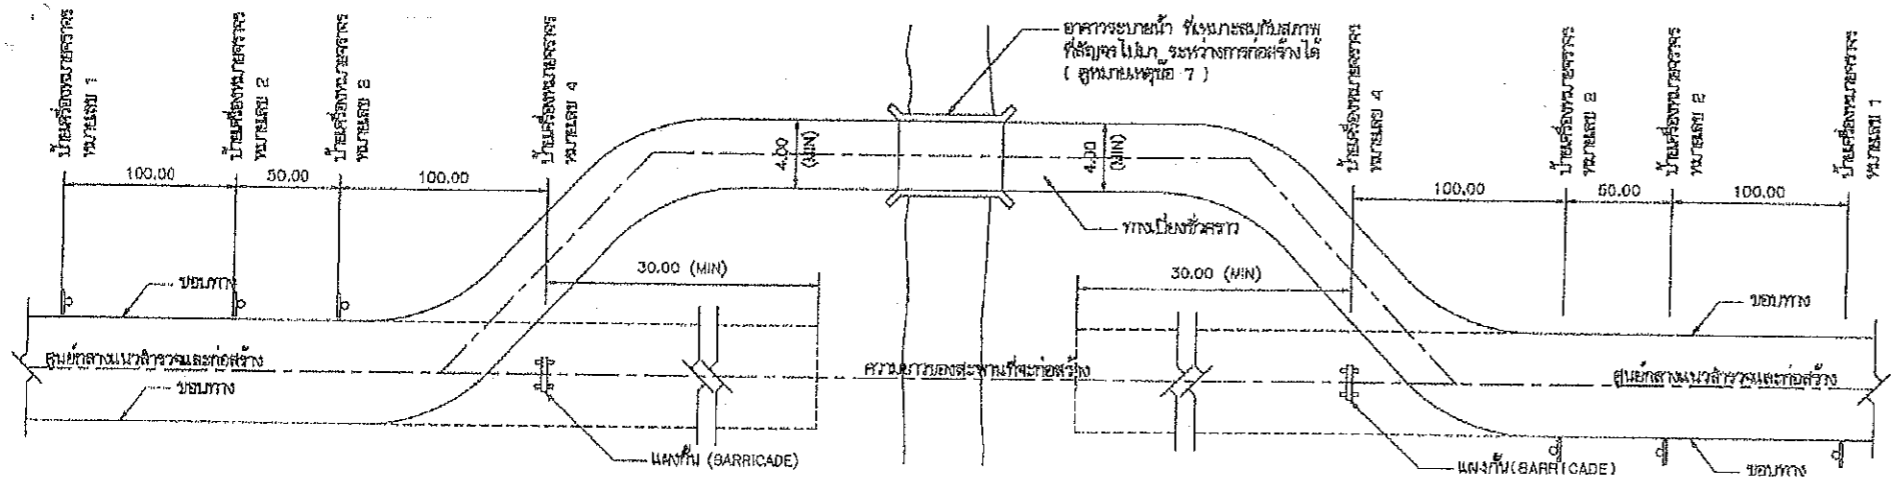 ป้ายเครื่องหมายจราจร
หมายเลข 1
ป้ายเครื่องหมายจราจร
หมายเลข 2
ป้ายเครื่องหมายจราจร
หมายเลข 3
ป้ายเครื่องหมายจราจร
หมายเลข 4
100.00
50.00
100.00
อาคารระบายน้ำ ที่เหมาะสมกับสภาพ
ที่สัญจรไปมา ระหว่างการก่อสร้างได้
( ดูหมายเหตุข้อ 7 )
4.00
(MIN)
4.00
(MIN)
ป้ายเครื่องหมายจราจร
หมายเลข 4
ป้ายเครื่องหมายจราจร
หมายเลข 3
ป้ายเครื่องหมายจราจร
หมายเลข 2
ป้ายเครื่องหมายจราจร
หมายเลข 1
100.00
50.00
100.00
ทางเบี่ยงชั่วคราว
30.00 (MIN)
30.00 (MIN)
ขอบทาง
ขอบทาง
ศูนย์กลางแนวสำรวจและก่อสร้าง
ความยาวของสะพานที่จะก่อสร้าง
ศูนย์กลางแนวสำรวจและก่อสร้าง
ขอบทาง
แผงกั้น (BARRICADE)
แผงกั้น (BARRICADE)
ขอบทาง